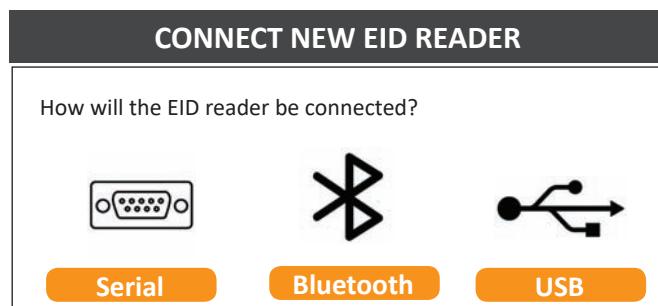 CONNECT NEW EID READER
How will the EID reader be connected?
Serial Bluetooth USB